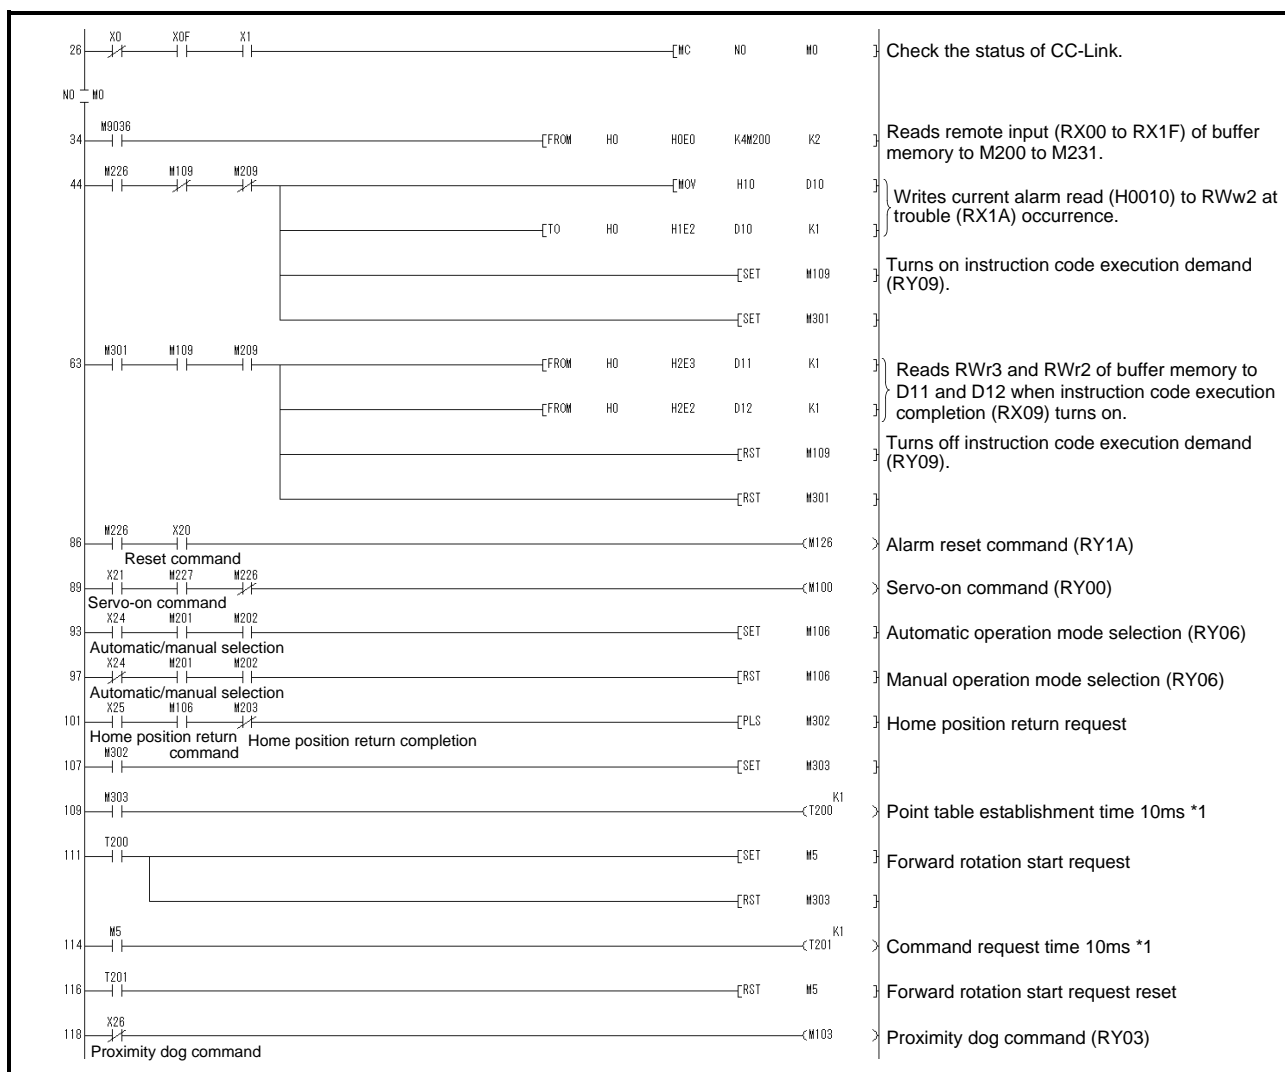 X0 X0F X1
26 [MC N0 M0 ] Check the status of CC-Link.
N0 M0
M9036
34 [FROM H0 H0E0 K4M200 K2 ] Reads remote input (RX00 to RX1F) of buffer
memory to M200 to M231.
M226 M109 M209
44 [MOV H10 D10 ] Writes current alarm read (H0010) to RWw2 at
trouble (RX1A) occurrence.
[TO H0 H1E2 D10 K1 ]
[SET M109 ] Turns on instruction code execution demand
(RY09).
[SET M301 ]
M301 M109 M209
63 [FROM H0 H2E3 D11 K1 ] Reads RWr3 and RWr2 of buffer memory to
D11 and D12 when instruction code execution
[FROM H0 H2E2 D12 K1 ] completion (RX09) turns on.
[RST M109 ] Turns off instruction code execution demand
(RY09).
[RST M301 ]
M226 X20
86 (M126 ) Alarm reset command (RY1A)
Reset command
X21 M227 M226
89 (M100 ) Servo-on command (RY00)
Servo-on command
X24 M201 M202
93 [SET M106 ] Automatic operation mode selection (RY06)
Automatic/manual selection
X24 M201 M202
97 [RST M106 ] Manual operation mode selection (RY06)
Automatic/manual selection
X25 M106 M203
101 [PLS M302 ] Home position return request
Home position return command Home position return completion
M302
107 [SET M303 ]
M303 K1
109 (T200 ) Point table establishment time 10ms *1
T200
111 [SET M5 ] Forward rotation start request
[RST M303 ]
M5 K1
114 (T201 ) Command request time 10ms *1
T201
116 [RST M5 ] Forward rotation start request reset
X26
118 (M103 ) Proximity dog command (RY03)
Proximity dog command